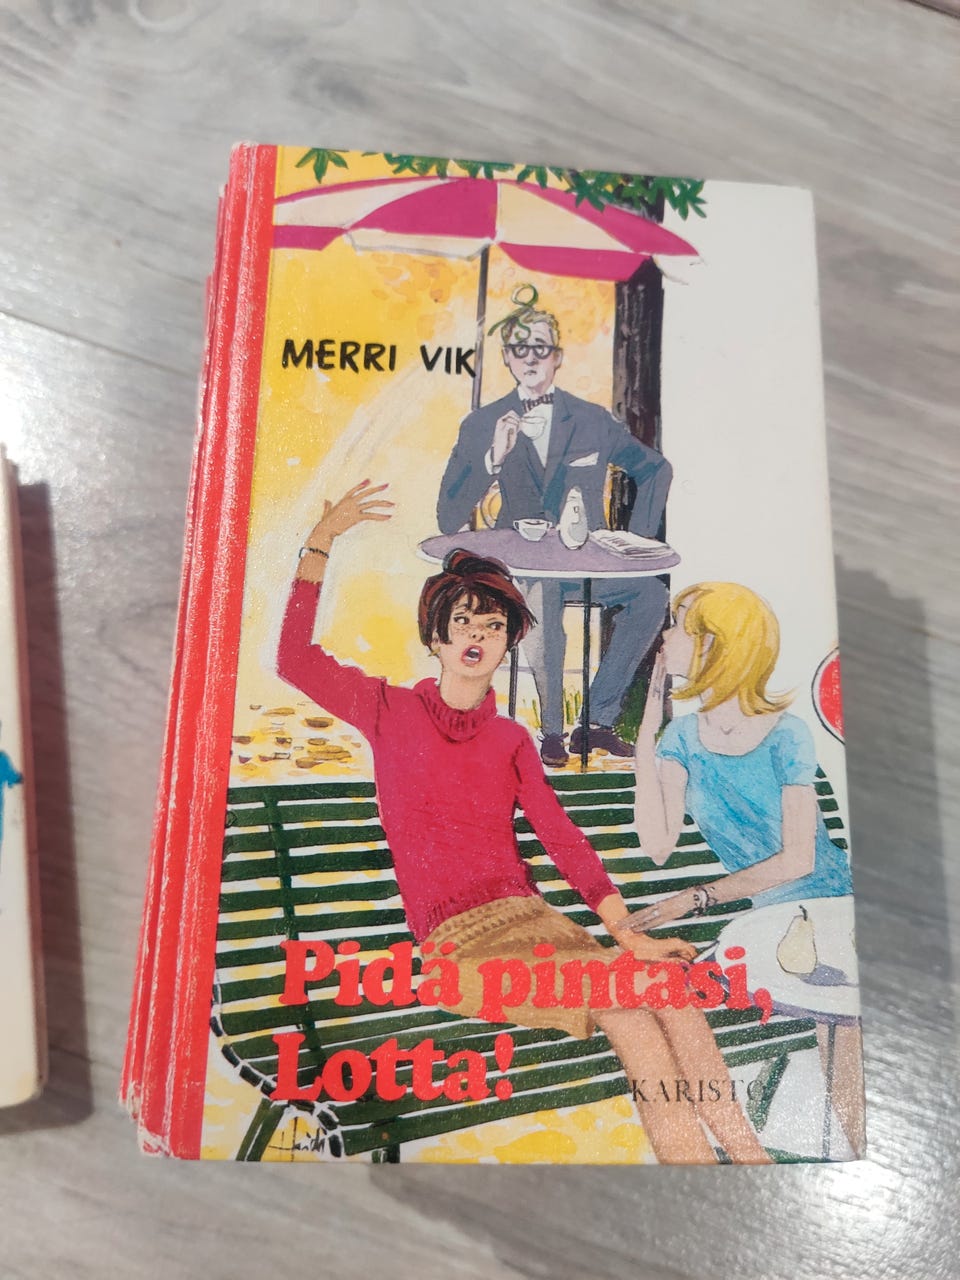 MERRI VIK
Pidä pintasi,
Lotta!
KARISTO